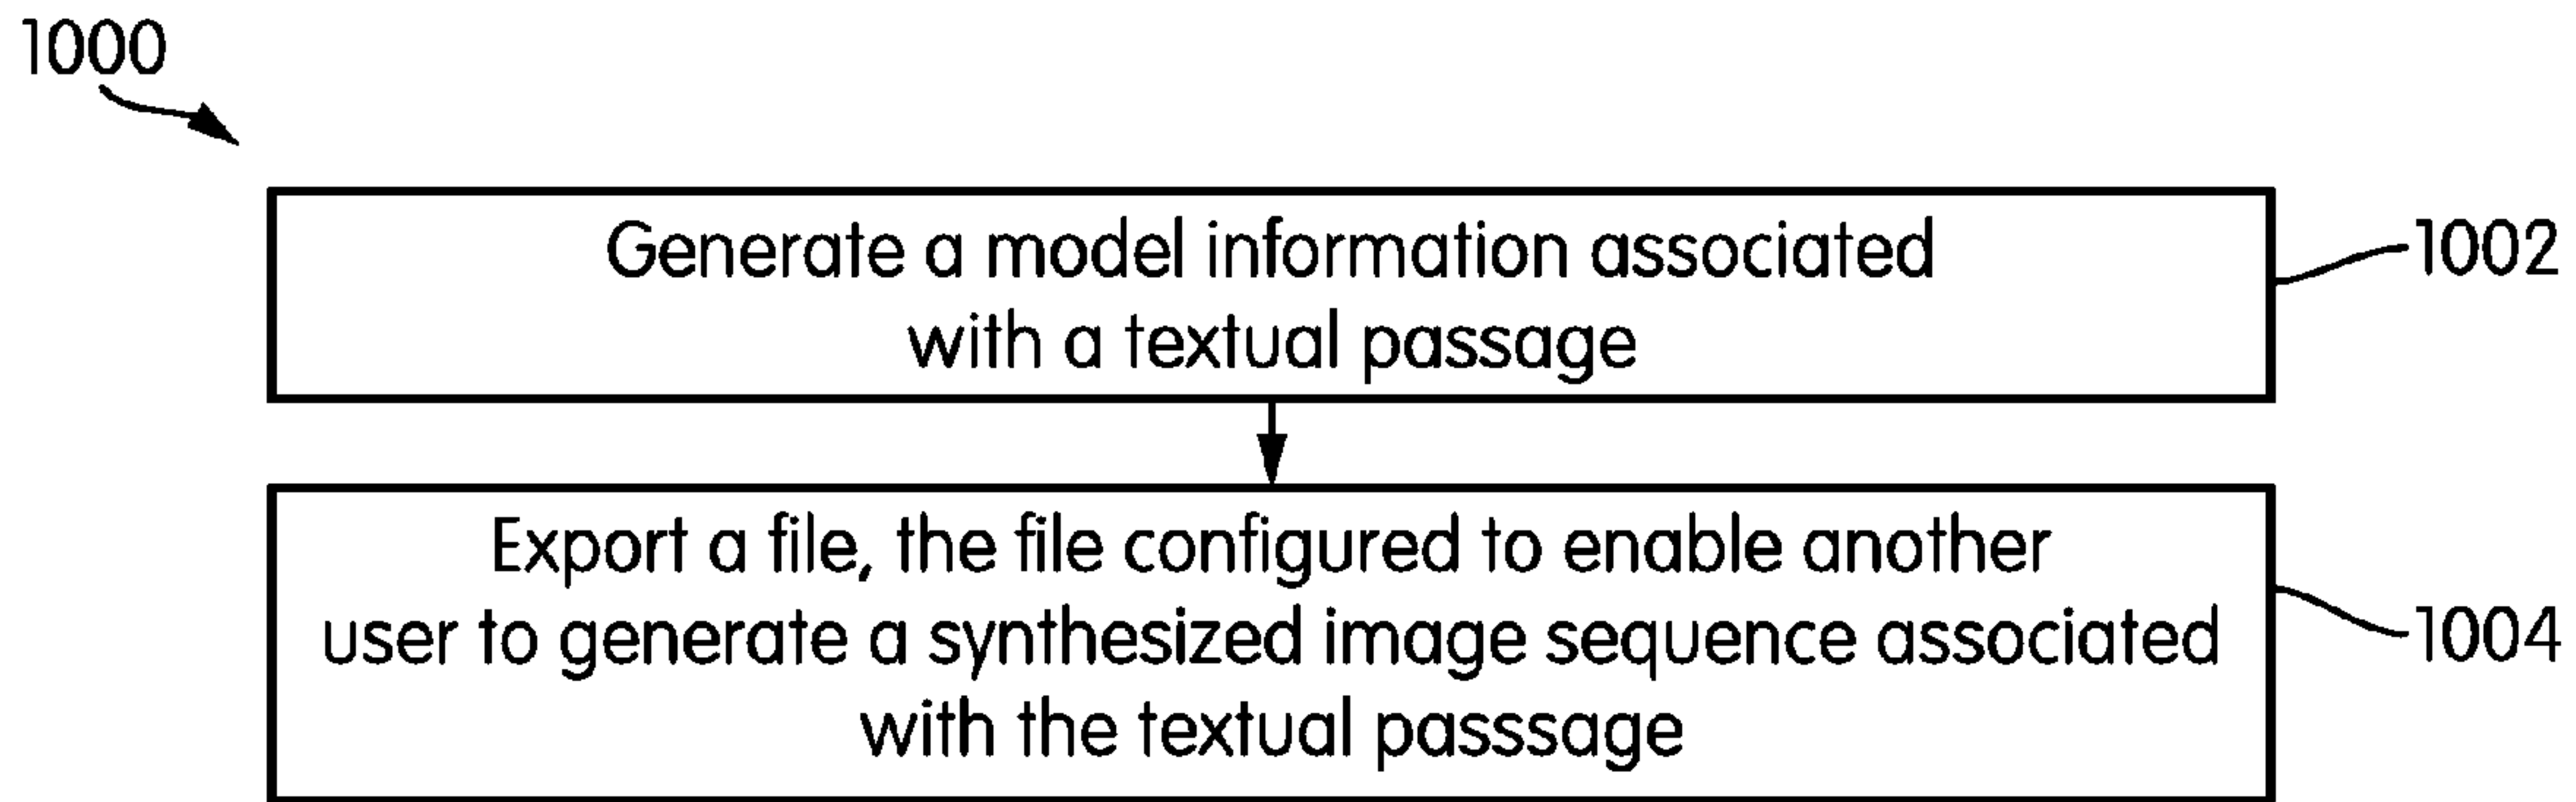 1000
Generate a model information associated
with a textual passage
1002
Export a file, the file configured to enable another
user to generate a synthesized image sequence associated
with the textual passsage
1004